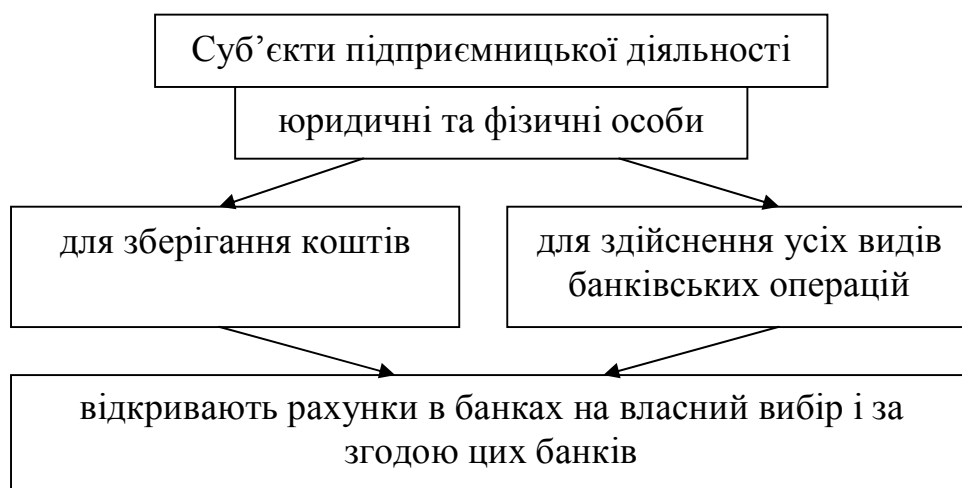 Суб’єкти підприємницької діяльності
юридичні та фізичні особи
для зберігання коштів
для здійснення усіх видів
банківських операцій
відкривають рахунки в банках на власний вибір і за
згодою цих банків